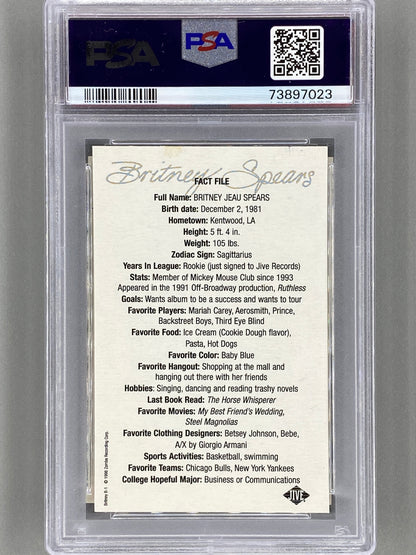 PSA
PSA
73897023
Britney Spears
FACT FILE
Full Name: BRITNEY JEAU SPEARS
Birth date: December 2, 1981
Hometown: Kentwood, LA
Height: 5 ft. 4 in.
Weight: 105 lbs.
Zodiac Sign: Sagittarius
Years In League: Rookie (just signed to Jive Records)
Stats: Member of Mickey Mouse Club since 1993
Appeared in the 1991 Off-Broadway production, Ruthless
Goals: Wants album to be a success and wants to tour
Favorite Players: Mariah Carey, Aerosmith, Prince,
Backstreet Boys, Third Eye Blind
Favorite Food: Ice Cream (Cookie Dough flavor),
Pasta, Hot Dogs
Favorite Color: Baby Blue
Favorite Hangout: Shopping at the mall and
hanging out there with her friends
Hobbies: Singing, dancing and reading trashy novels
Last Book Read: The Horse Whisperer
Favorite Movies: My Best Friend's Wedding,
Steel Magnolias
Favorite Clothing Designers: Betsey Johnson, Bebe,
A/X by Giorgio Armani
Sports Activities: Basketball, swimming
Favorite Teams: Chicago Bulls, New York Yankees
College Hopeful Major: Business or Communications
Britney B-1 © 1998 Zomba Recording Corp.
JIVE